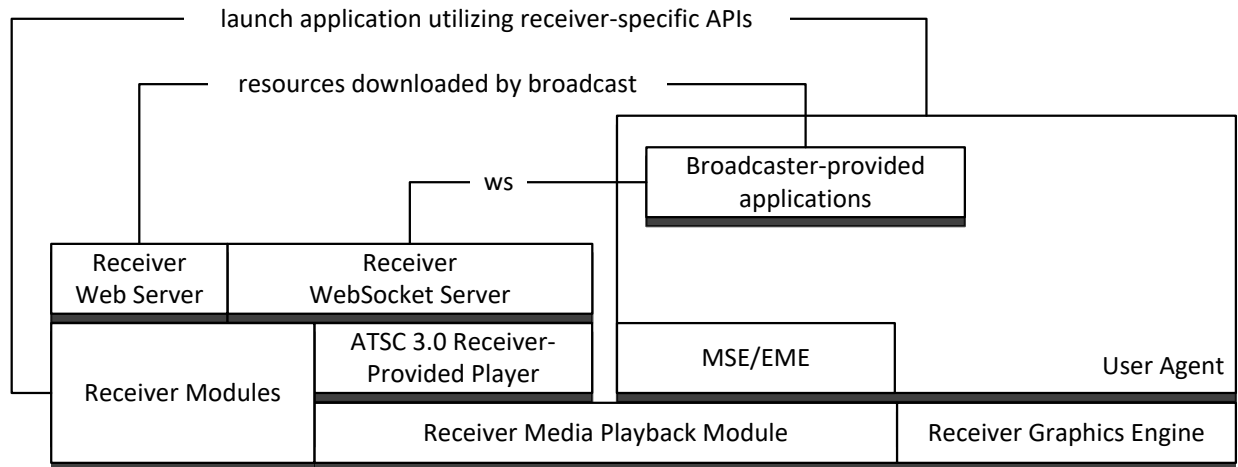 launch application utilizing receiver-specific APIs
resources downloaded by broadcast
Broadcaster-provided
applications
ws
Receiver
Web Server
Receiver
WebSocket Server
ATSC 3.0 Receiver-
Provided Player
MSE/EME
User Agent
Receiver Modules
Receiver Media Playback Module
Receiver Graphics Engine